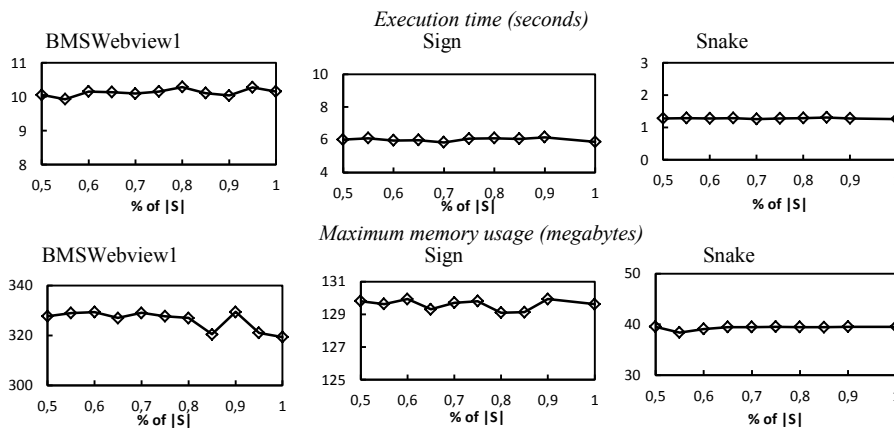 Execution time (seconds)
BMSWebview1
Sign
Snake
11
10
9
8
0,5 0,6 0,7 0,8 0,9 1
% of |S|
10
8
6
4
0,5 0,6 0,7 0,8 0,9 1
% of |S|
3
2
1
0
0,5 0,6 0,7 0,8 0,9
% of |S|
Maximum memory usage (megabytes)
BMSWebview1
Sign
Snake
340
320
300
0,5 0,6 0,7 0,8 0,9 1
% of |S|
131
129
127
125
0,5 0,6 0,7 0,8 0,9 1
% of |S|
50
40
30
0,5 0,6 0,7 0,8 0,9
% of |S|